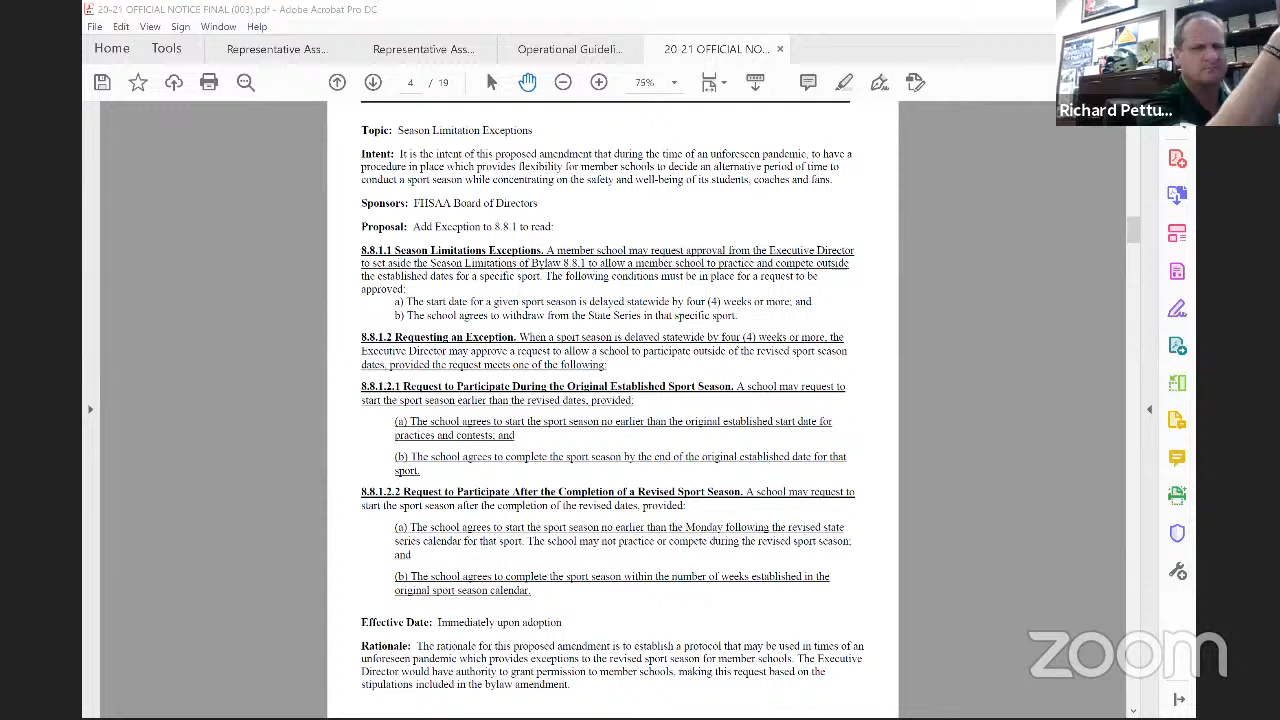 20-21 OFFICIAL NOTICE FINAL (003).pdf - Adobe Acrobat Pro DC
File Edit View Sign Window Help
Home Tools Representative Ass... Representative Ass... Operational Guideli... 20-21 OFFICIAL NO... ×
4 / 19 75%
Richard Pettu...
Topic: Season Limitation Exceptions
Intent: It is the intent of this proposed amendment that during the time of an unforeseen pandemic, to have a
procedure in place which provides flexibility for member schools to decide an alternative period of time to
conduct a sport season while concentrating on the safety and well-being of its students, coaches and fans.
Sponsors: FHSAA Board of Directors
Proposal: Add Exception to 8.8.1 to read:
8.8.1.1 Season Limitations Exceptions. A member school may request approval from the Executive Director
to set aside the Season Limitations of Bylaw 8.8.1 to allow a member school to practice and compete outside
the established dates for a specific sport. The following conditions must be in place for a request to be
approved:
a) The start date for a given sport season is delayed statewide by four (4) weeks or more; and
b) The school agrees to withdraw from the State Series in that specific sport.
8.8.1.2 Requesting an Exception. When a sport season is delayed statewide by four (4) weeks or more, the
Executive Director may approve a request to allow a school to participate outside of the revised sport season
dates, provided the request meets one of the following:
8.8.1.2.1 Request to Participate During the Original Established Sport Season. A school may request to
start the sport season earlier than the revised dates, provided:
(a) The school agrees to start the sport season no earlier than the original established start date for
practices and contests; and
(b) The school agrees to complete the sport season by the end of the original established date for that
sport.
8.8.1.2.2 Request to Participate After the Completion of a Revised Sport Season. A school may request to
start the sport season after the completion of the revised dates, provided:
(a) The school agrees to start the sport season no earlier than the Monday following the revised state
series calendar for that sport. The school may not practice or compete during the revised sport season;
and
(b) The school agrees to complete the sport season within the number of weeks established in the
original sport season calendar.
Effective Date: Immediately upon adoption
Rationale: The rationale for this proposed amendment is to establish a protocol that may be used in times of an
unforeseen pandemic which provides exceptions to the revised sport season for member schools. The Executive
Director would have authority to grant permission to member schools, making this request based on the
stipulations included in the bylaw amendment.
zoom